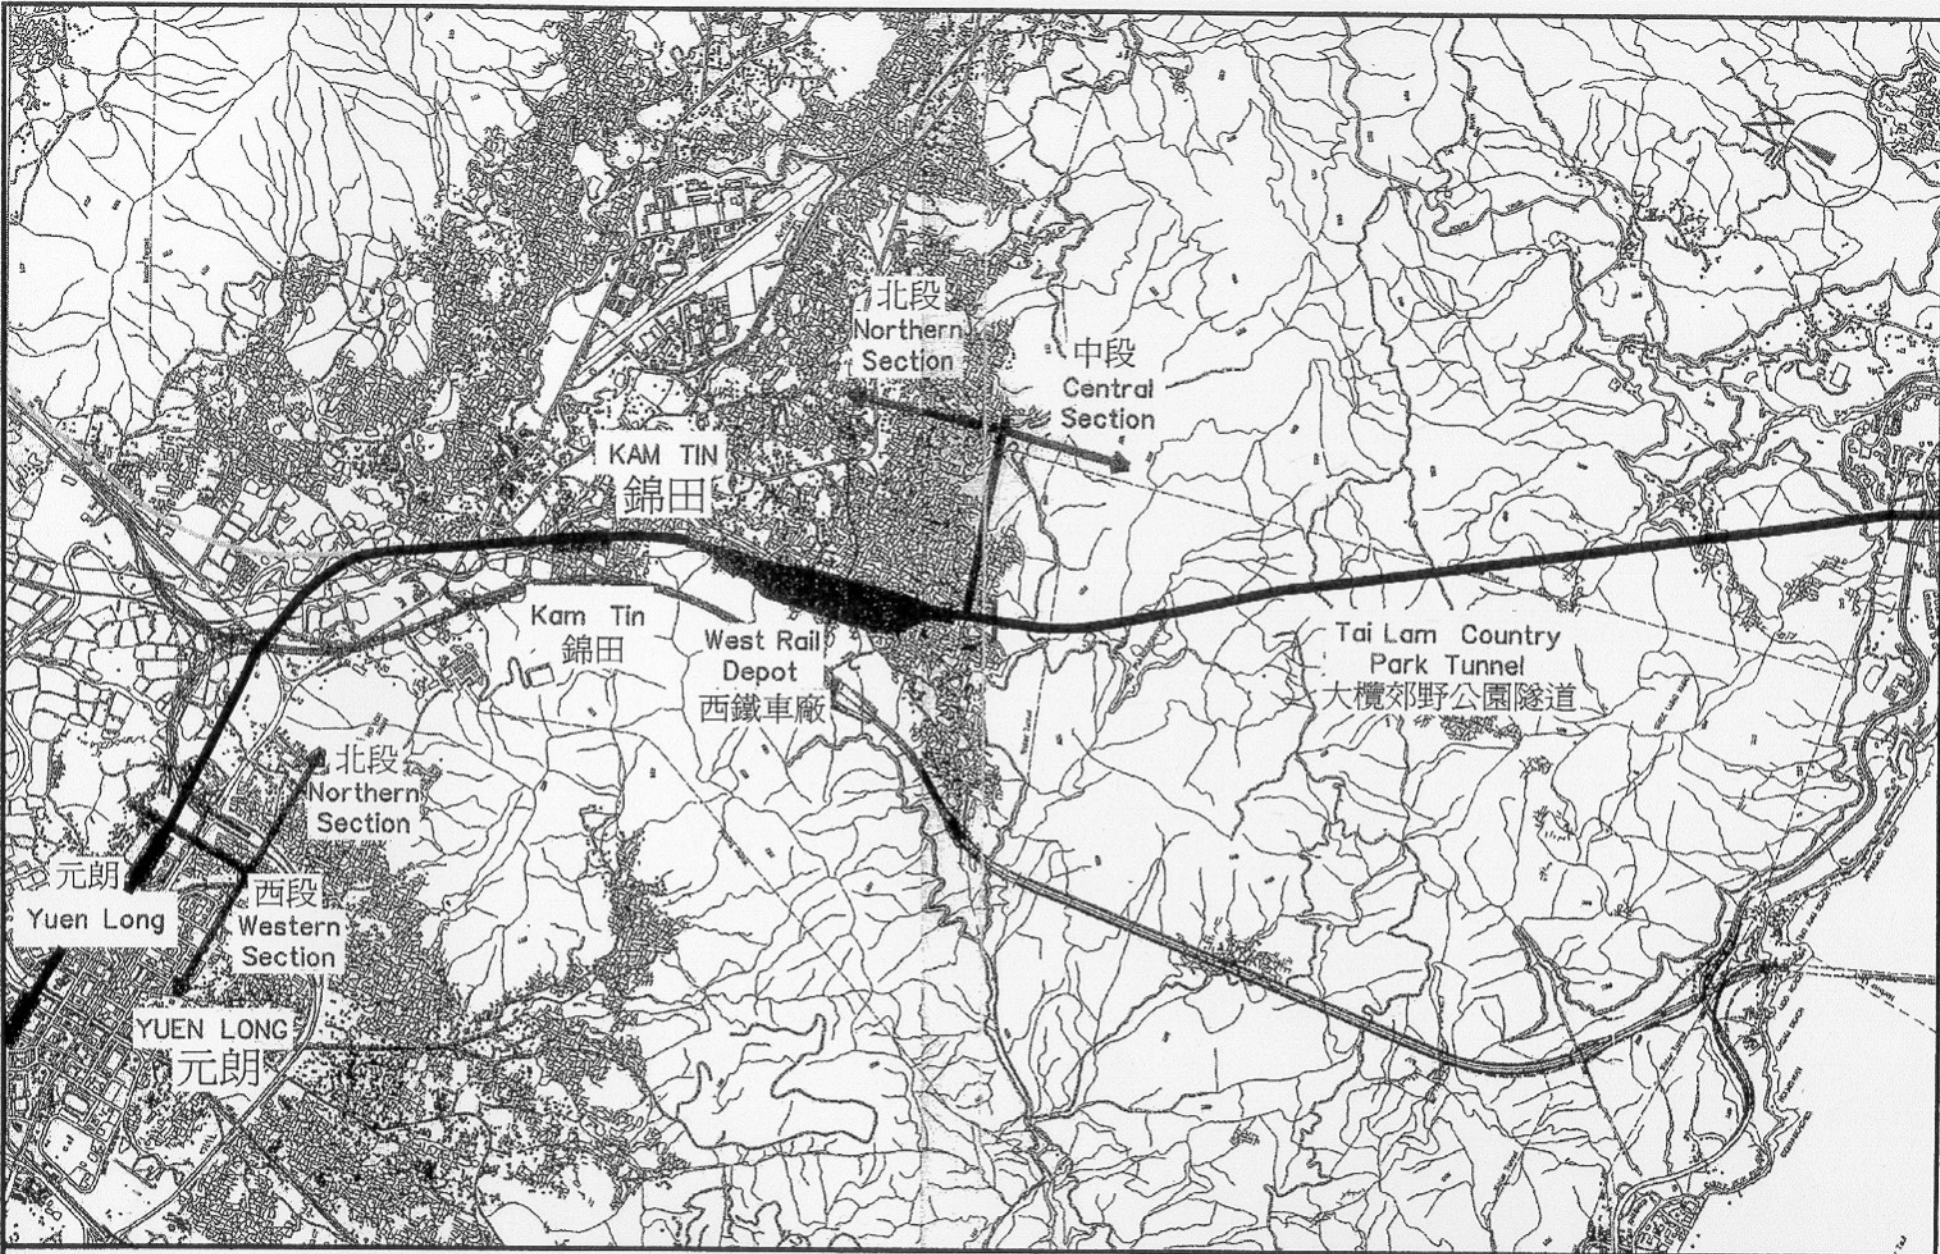 北段
Northern
Section
中段
Central
Section
KAM TIN
錦田
Kam Tin
錦田
West Rail
Depot
西鐵車廠
Tai Lam Country
Park Tunnel
大欖郊野公園隧道
北段
Northern
Section
元朗
Yuen Long
西段
Western
Section
YUEN LONG
元朗